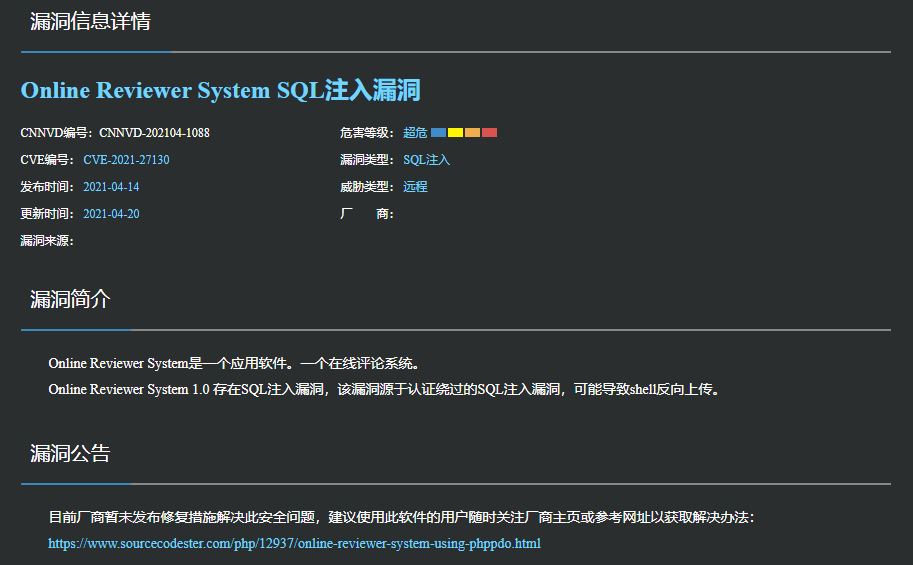 漏洞信息详情
Online Reviewer System SQL注入漏洞
CNNVD编号：CNNVD-202104-1088
危害等级： 超危
CVE编号： CVE-2021-27130
漏洞类型： SQL注入
发布时间： 2021-04-14
威胁类型： 远程
更新时间： 2021-04-20
厂 商：
漏洞来源：
漏洞简介
Online Reviewer System是一个应用软件。一个在线评论系统。
Online Reviewer System 1.0 存在SQL注入漏洞，该漏洞源于认证绕过的SQL注入漏洞，可能导致shell反向上传。
漏洞公告
目前厂商暂未发布修复措施解决此安全问题，建议使用此软件的用户随时关注厂商主页或参考网址以获取解决办法：
https://www.sourcecodester.com/php/12937/online-reviewer-system-using-phppdo.html